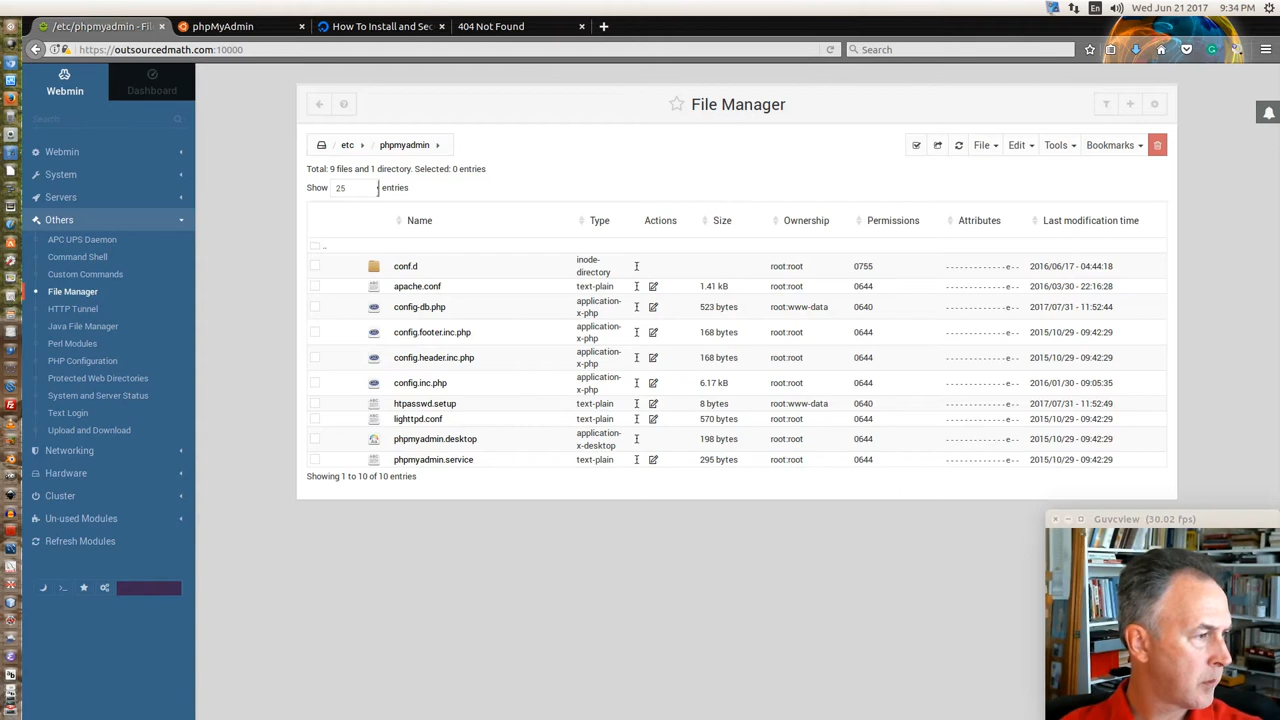 En Wed Jun 21 2017 9:34 PM
/etc/phpmyadmin - Fil
phpMyAdmin
How To Install and Sec
404 Not Found
https://outsourcedmath.com:10000
Search
Webmin
Dashboard
Search:
Webmin
System
Servers
Others
APC UPS Daemon
Command Shell
Custom Commands
File Manager
HTTP Tunnel
Java File Manager
Perl Modules
PHP Configuration
Protected Web Directories
System and Server Status
Text Login
Upload and Download
Networking
Hardware
Cluster
Un-used Modules
Refresh Modules
File Manager
/ etc / phpmyadmin
File Edit Tools Bookmarks
Total: 9 files and 1 directory. Selected: 0 entries
Show 25 entries
Name Type Actions Size Ownership Permissions Attributes Last modification time
..
conf.d inode-directory 0 root:root 0755 ------------e-- 2016/06/17 - 04:44:18
apache.conf text-plain 1.41 kB root:root 0644 ------------e-- 2016/03/30 - 22:16:28
config-db.php application-x-php 523 bytes root:www-data 0640 ------------e-- 2017/07/31 - 11:52:44
config.footer.inc.php application-x-php 168 bytes root:root 0644 ------------e-- 2015/10/29 - 09:42:29
config.header.inc.php application-x-php 168 bytes root:root 0644 ------------e-- 2015/10/29 - 09:42:29
config.inc.php application-x-php 6.17 kB root:root 0644 ------------e-- 2016/01/30 - 09:05:35
htpasswd.setup text-plain 8 bytes root:www-data 0640 ------------e-- 2017/07/31 - 11:52:49
lighttpd.conf text-plain 570 bytes root:root 0644 ------------e-- 2015/10/29 - 09:42:29
phpmyadmin.desktop application-x-desktop 198 bytes root:root 0644 ------------e-- 2015/10/29 - 09:42:29
phpmyadmin.service text-plain 295 bytes root:root 0644 ------------e-- 2015/10/29 - 09:42:29
Showing 1 to 10 of 10 entries
Guvcview (30.02 fps)